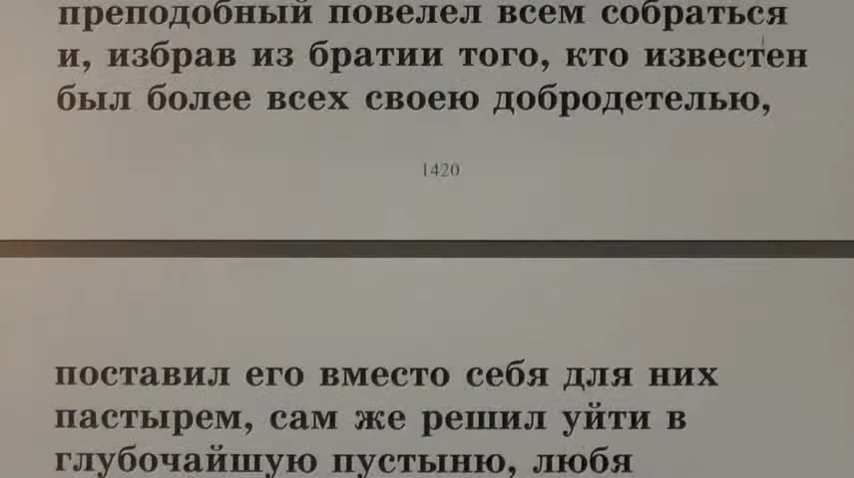 преподобный повелел всем собраться
и, избрав из братии того, кто известен
был более всех своею добродетелью,
1420
поставил его вместо себя для них
пастырем, сам же решил уйти в
глубочайшую пустыню, любя